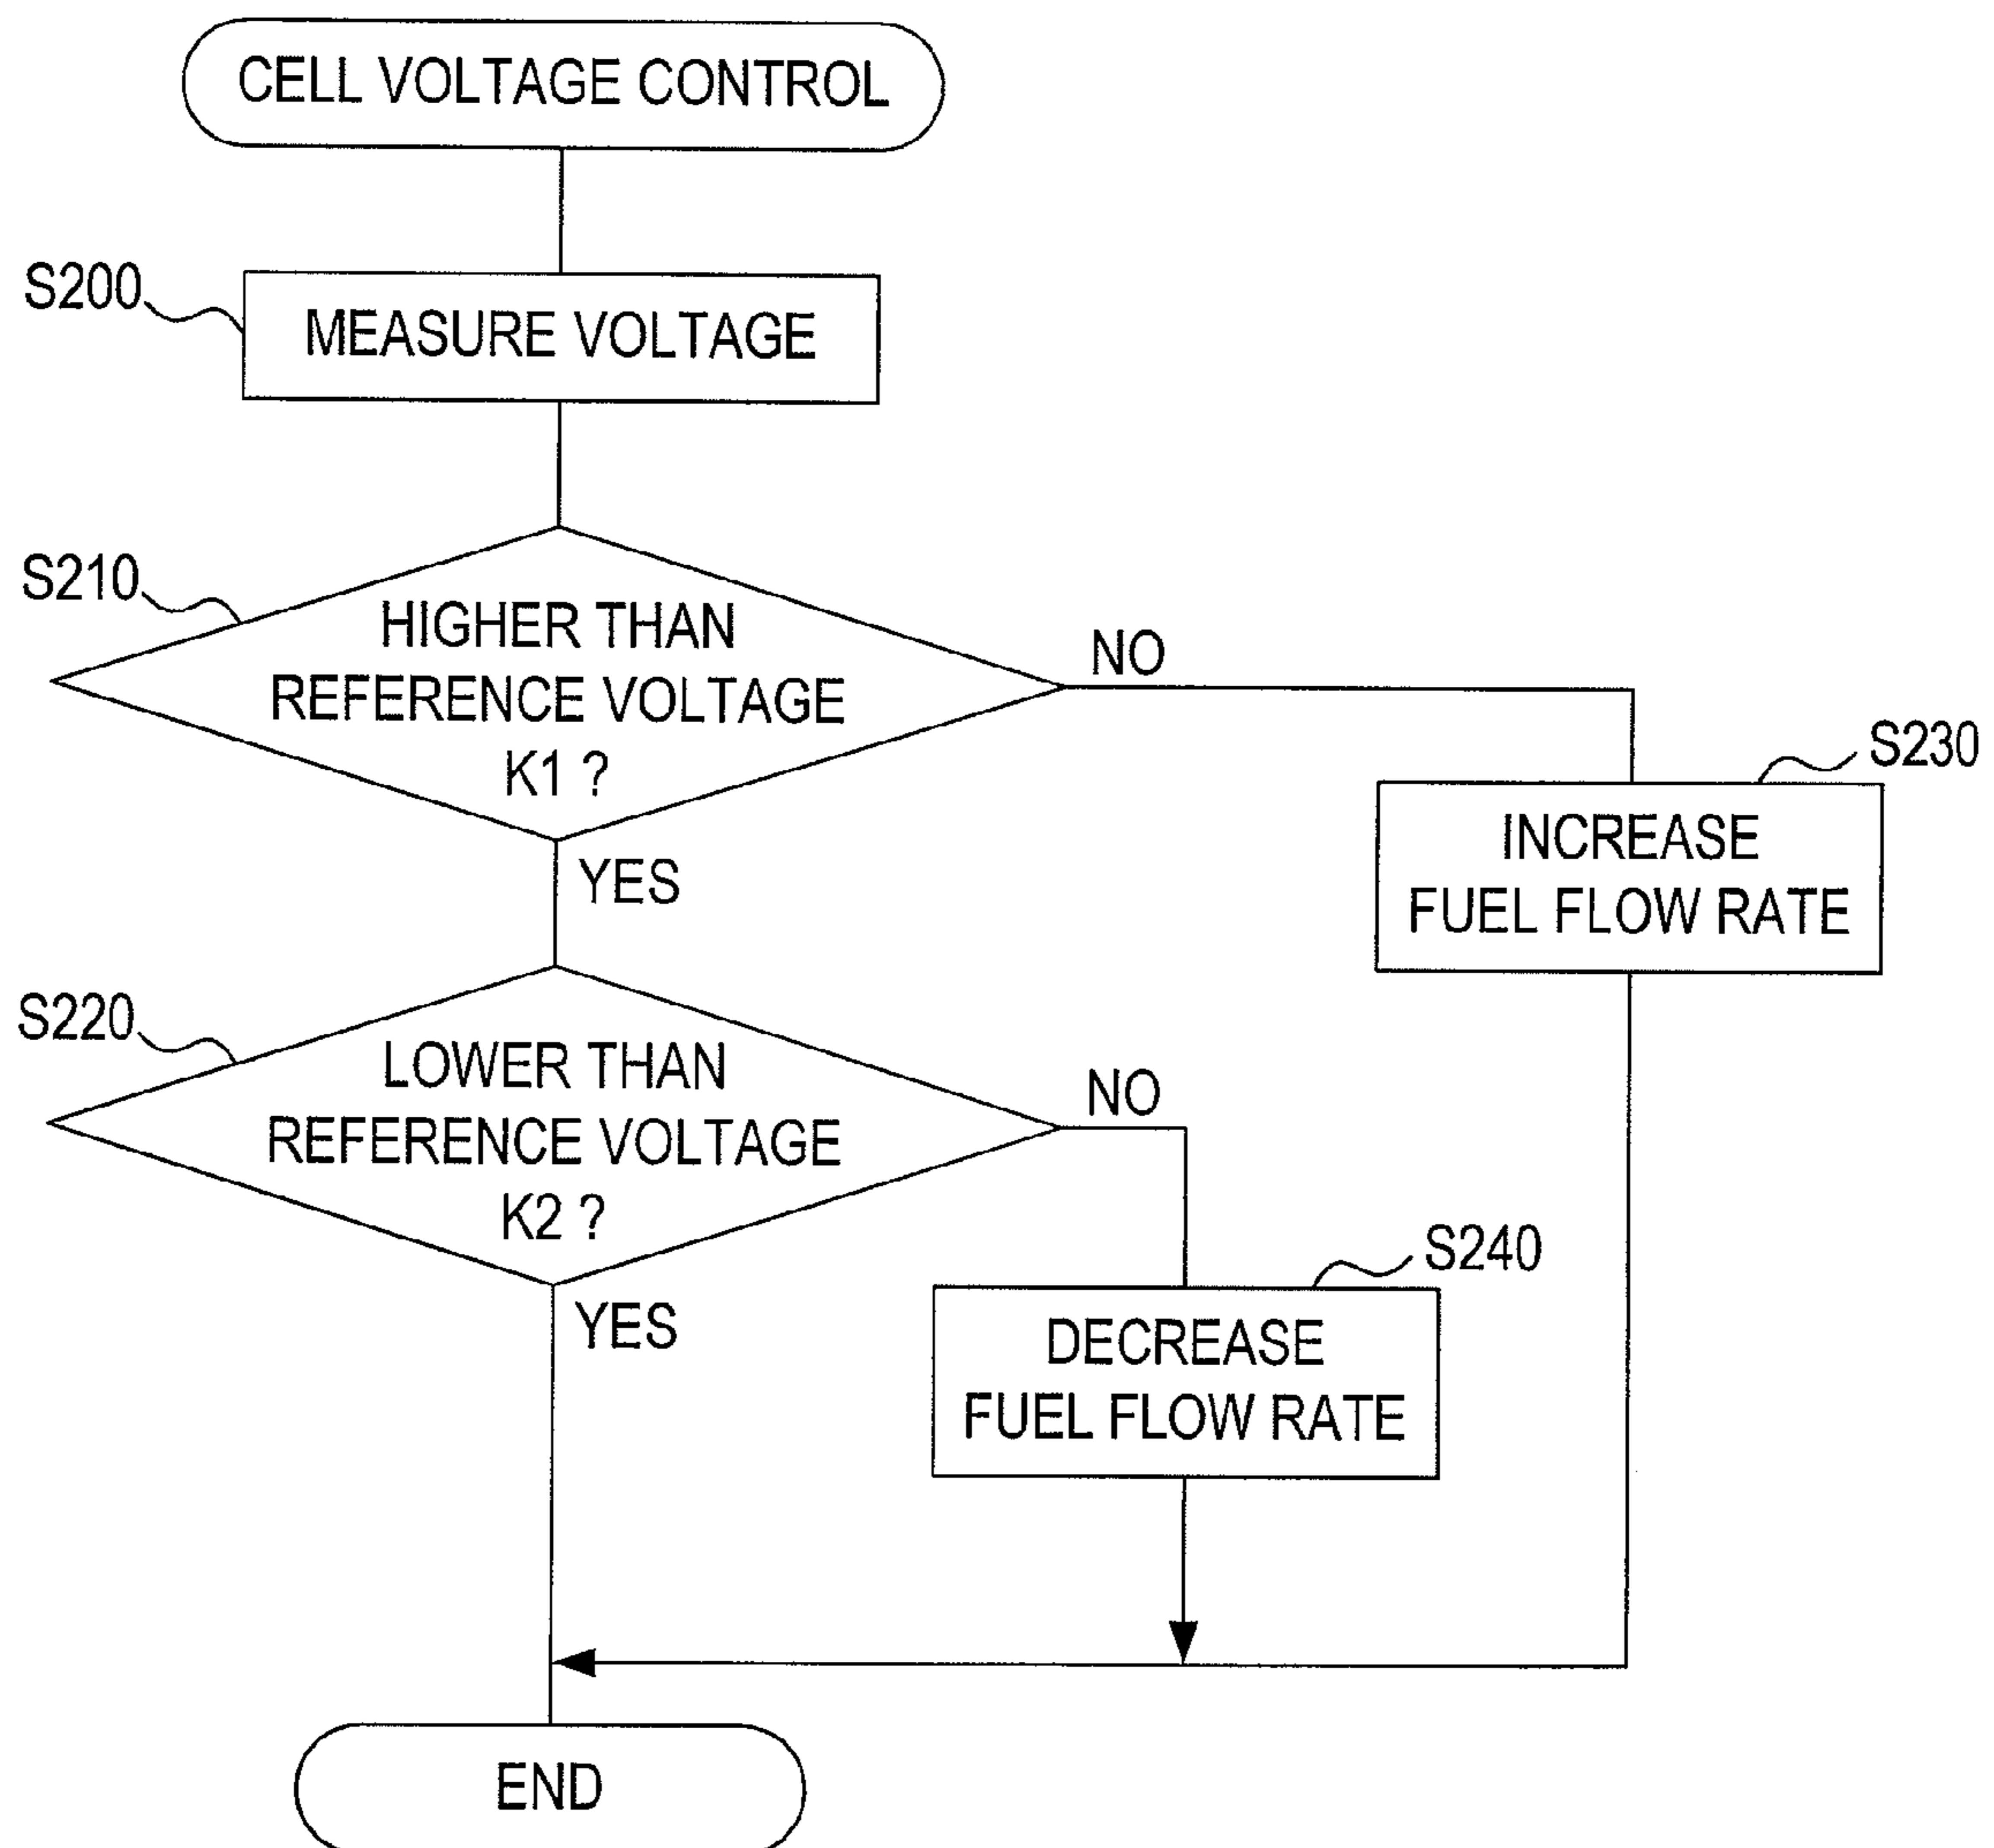 CELL VOLTAGE CONTROL
S200
MEASURE VOLTAGE
S210
HIGHER THAN
REFERENCE VOLTAGE
K1 ?
NO
YES
S230
INCREASE
FUEL FLOW RATE
S220
LOWER THAN
REFERENCE VOLTAGE
K2 ?
NO
YES
S240
DECREASE
FUEL FLOW RATE
END